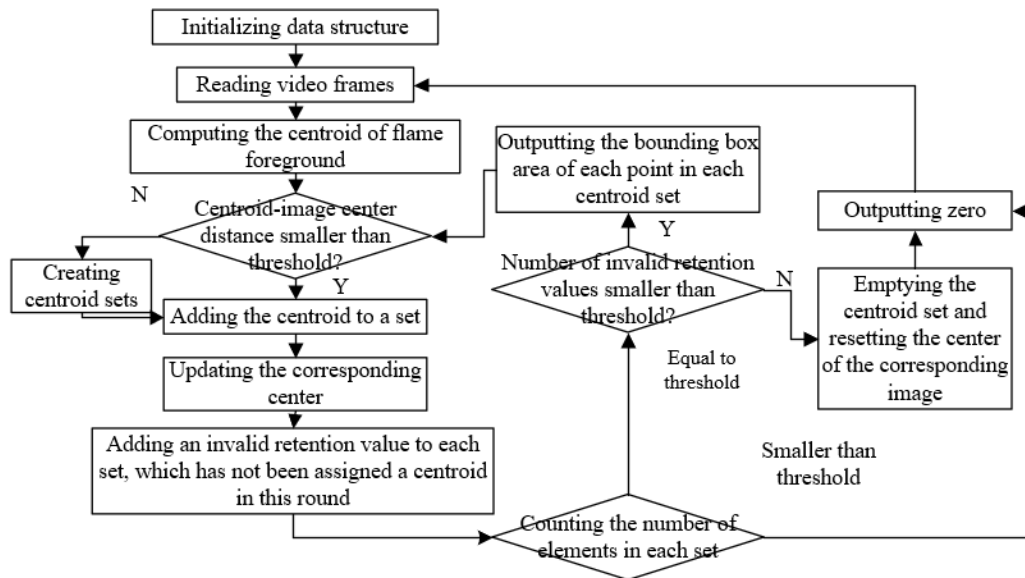 Initializing data structure
Reading video frames
Computing the centroid of flame
foreground
N
Centroid-image center
distance smaller than
threshold?
Y
Creating
centroid sets
Adding the centroid to a set
Updating the corresponding
center
Adding an invalid retention value to each
set, which has not been assigned a centroid
in this round
Counting the number of
elements in each set
Equal to
threshold
Smaller than
threshold
Number of invalid retention
values smaller than
threshold?
Y
N
Outputting the bounding box
area of each point in each
centroid set
Emptying the
centroid set and
resetting the center
of the corresponding
image
Outputting zero